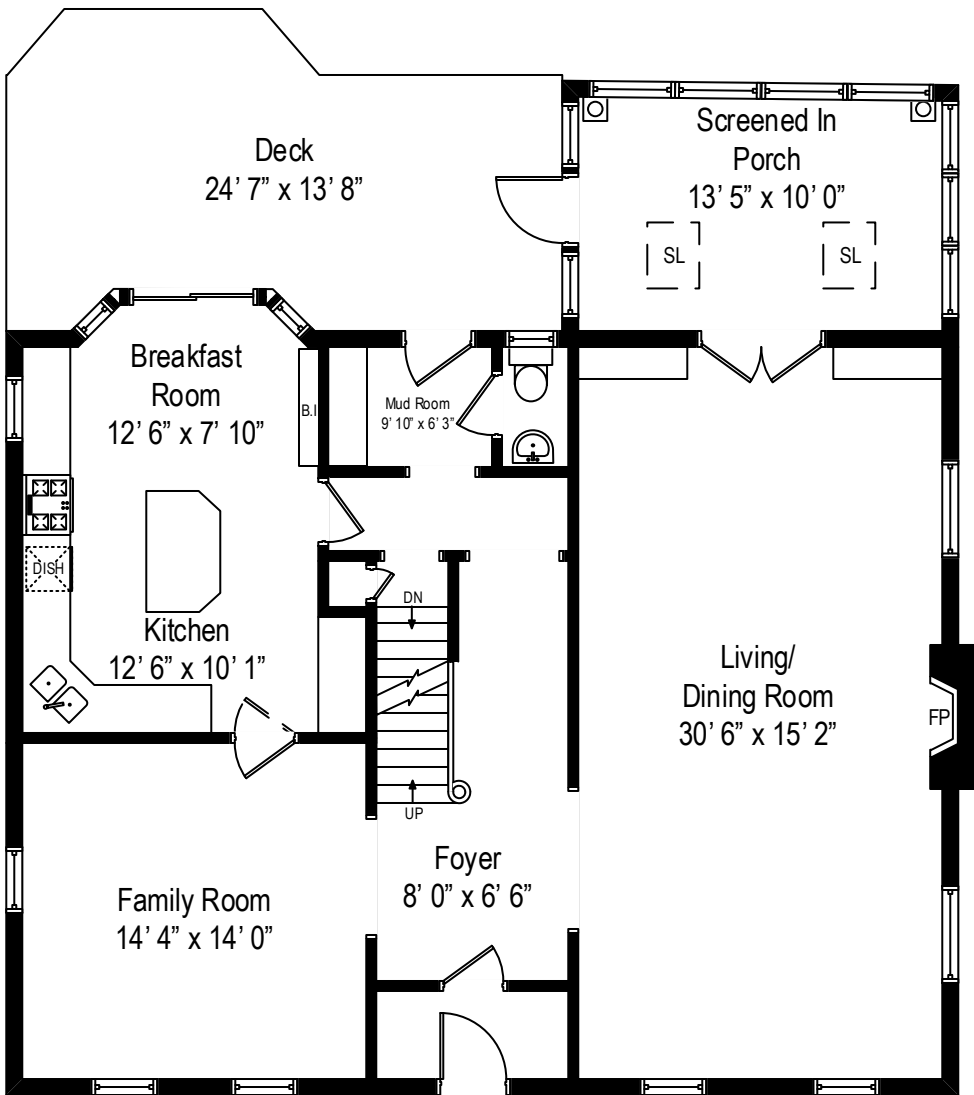 Deck
24' 7” x 13' 8”
Screened In
Porch
13' 5” x 10' 0”
SL
SL
Breakfast
Room
12' 6” x 7' 10”
B.I
Mud Room
9' 10” x 6' 3”
DISH
Kitchen
12' 6” x 10' 1”
DN
UP
Living/
Dining Room
30' 6” x 15' 2”
FP
Family Room
14' 4” x 14' 0”
Foyer
8' 0” x 6' 6”